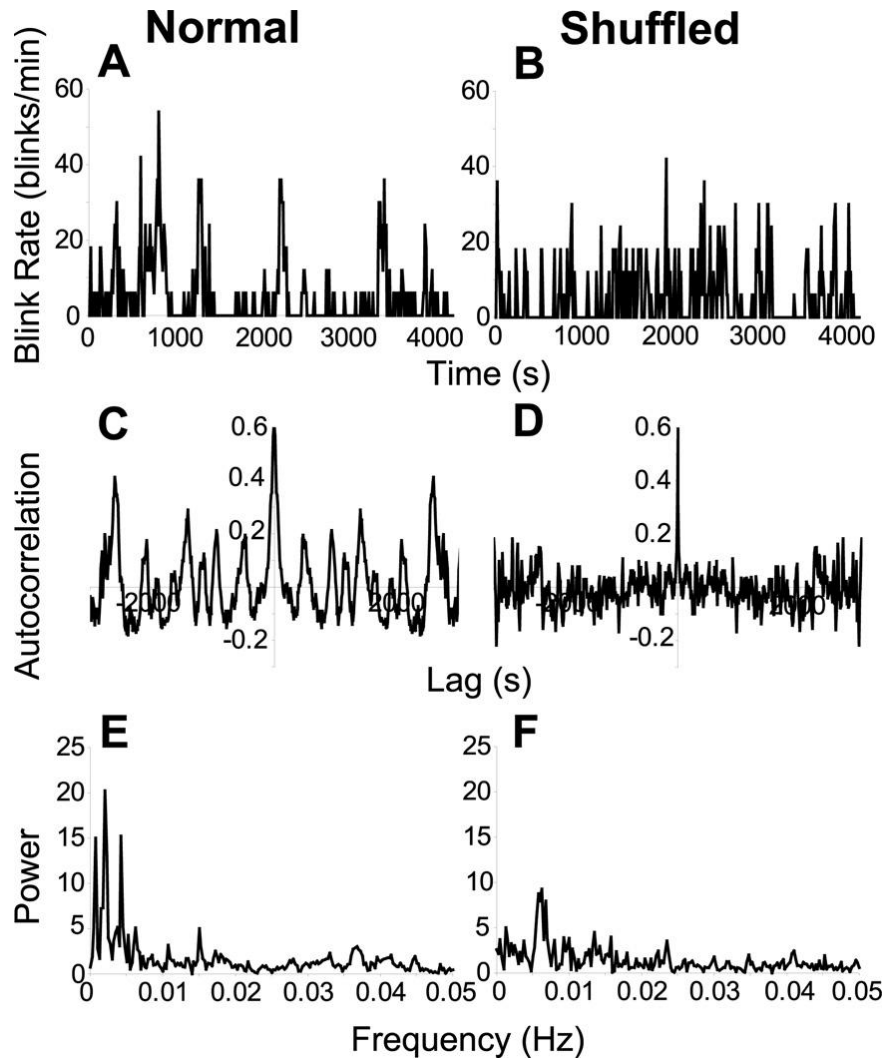 Normal Shuffled
A B
Blink Rate (blinks/min)
60 60
40 40
20 20
0 0
0 1000 2000 3000 4000 0 1000 2000 3000 4000
Time (s)
C D
Autocorrelation
0.6 0.6
0.4 0.4
0.2 0.2
-2000 2000 -2000 2000
-0.2 -0.2
Lag (s)
E F
Power
25 25
20 20
15 15
10 10
5 5
0 0
0 0.01 0.02 0.03 0.04 0.05 0 0.01 0.02 0.03 0.04 0.05
Frequency (Hz)